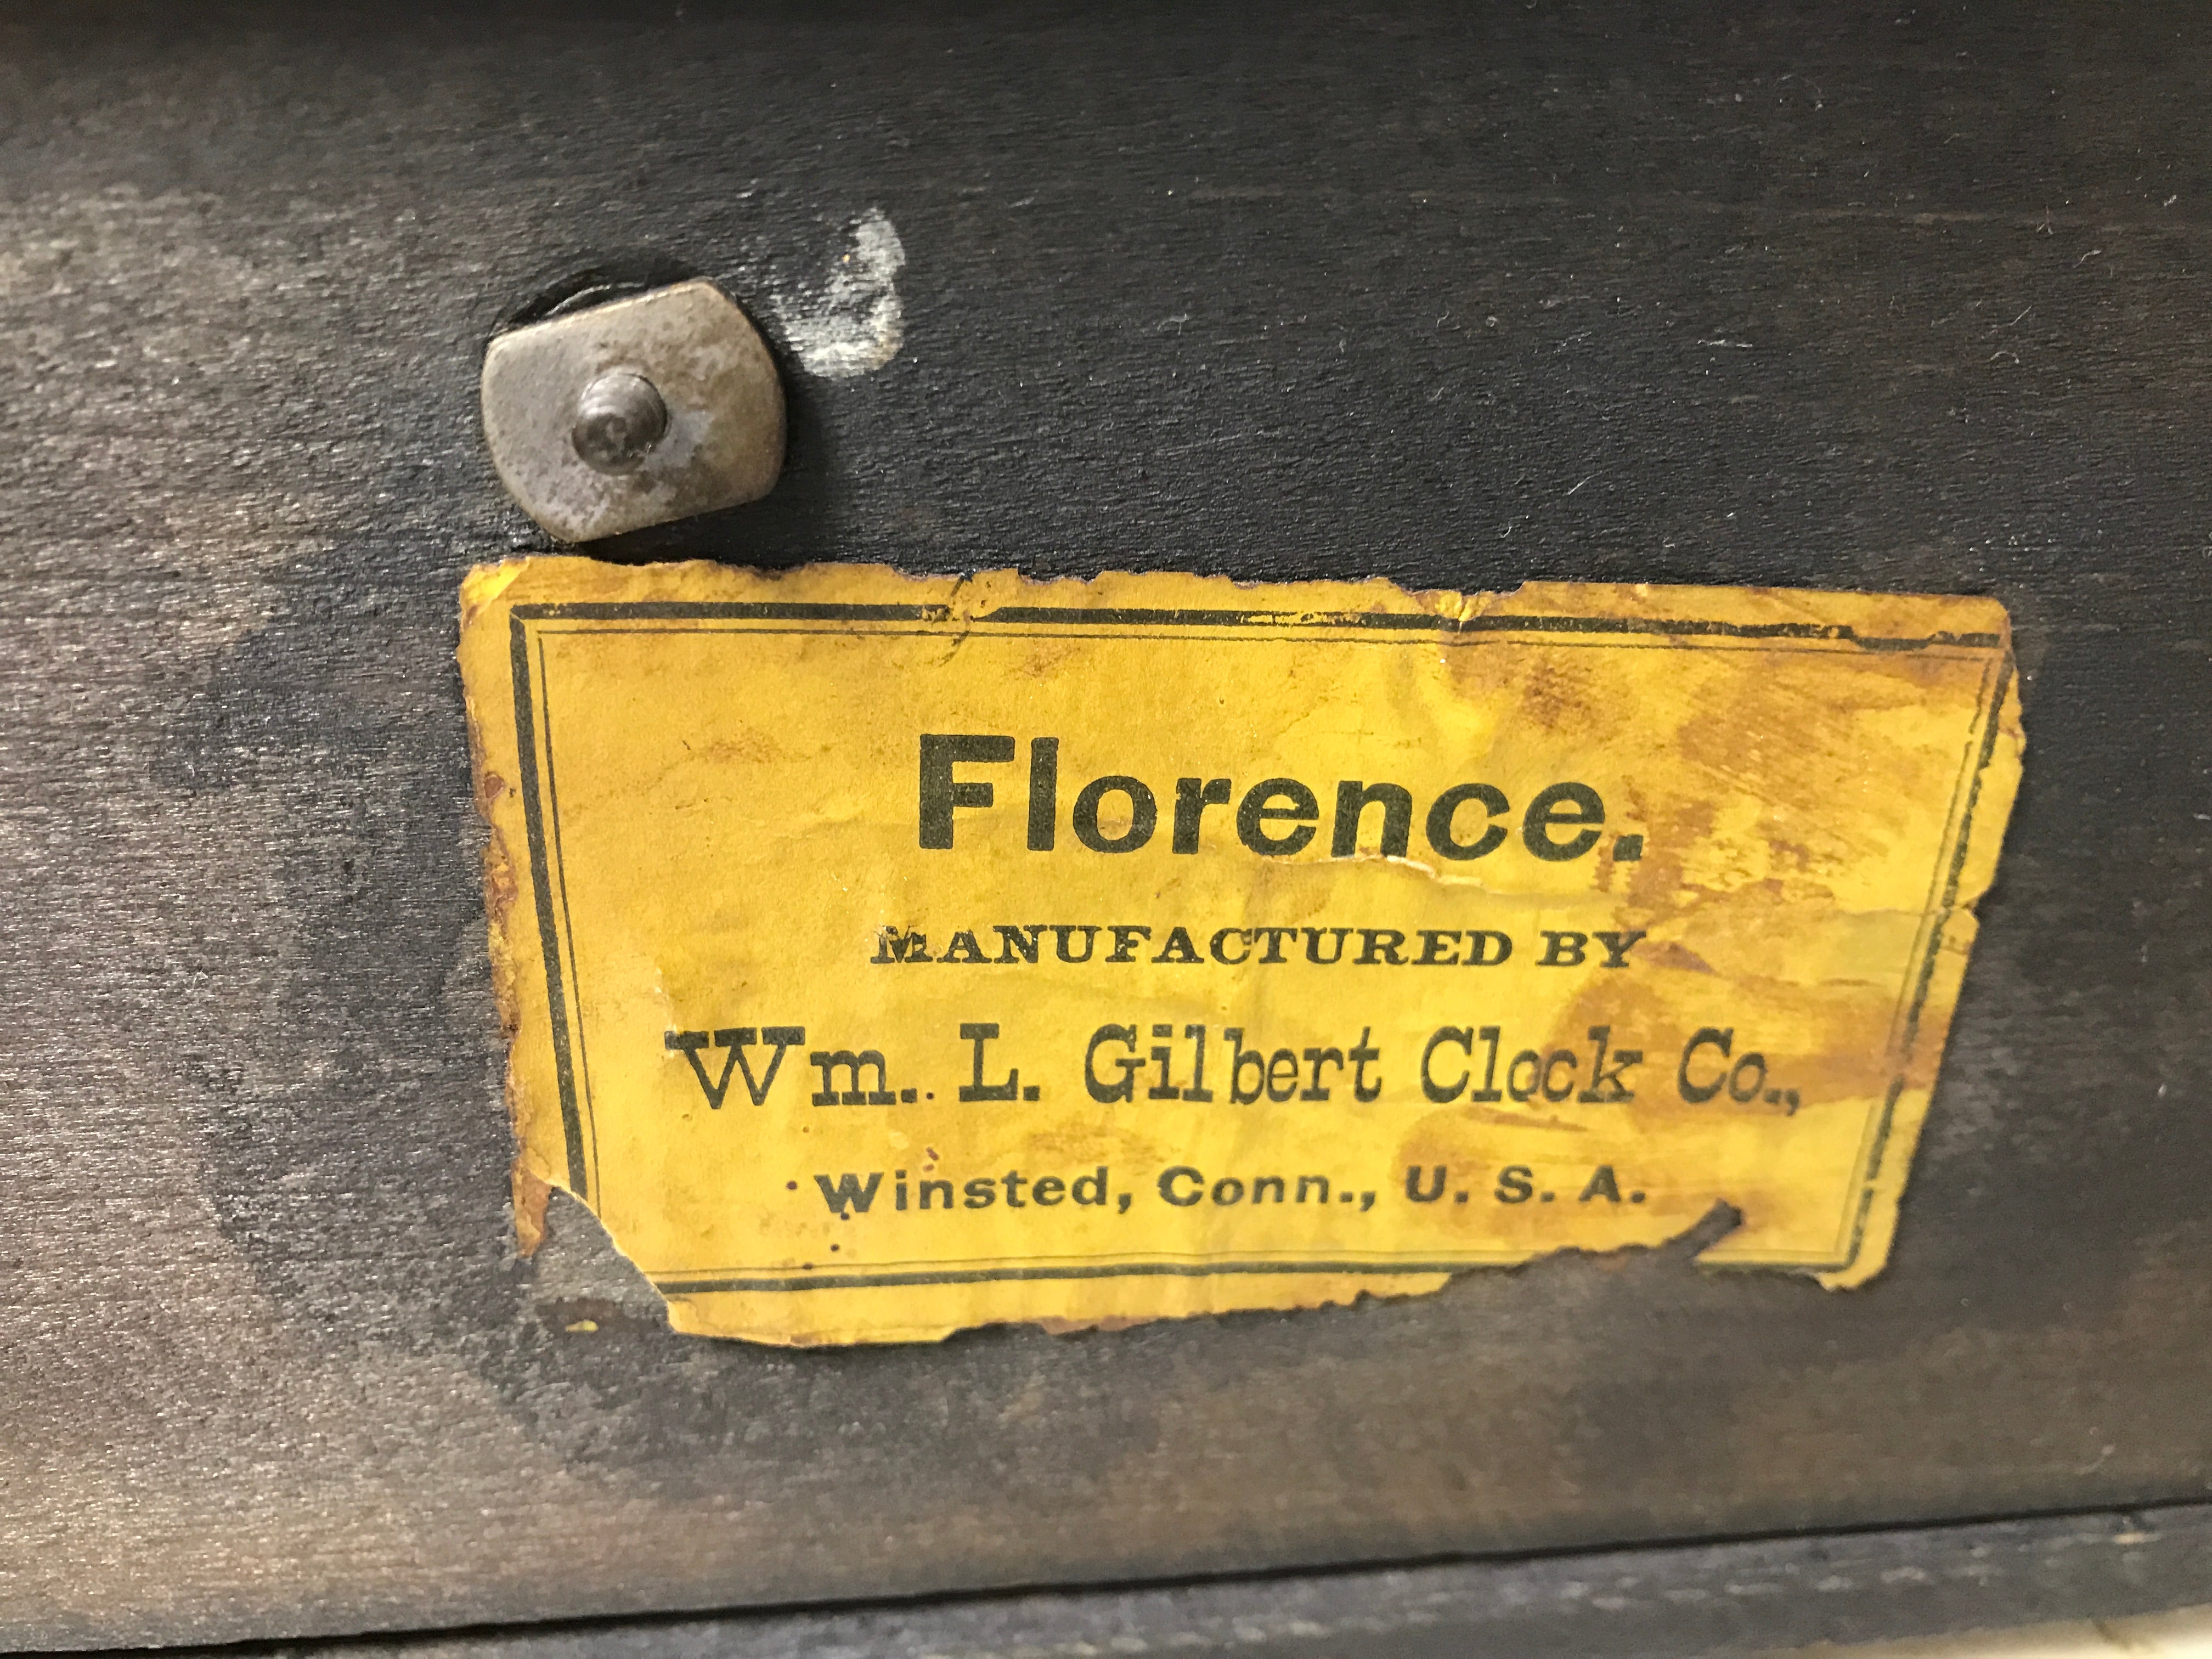 Florence.
MANUFACTURED BY
Wm. L. Gilbert Clock Co.,
Winsted, Conn., U. S. A.